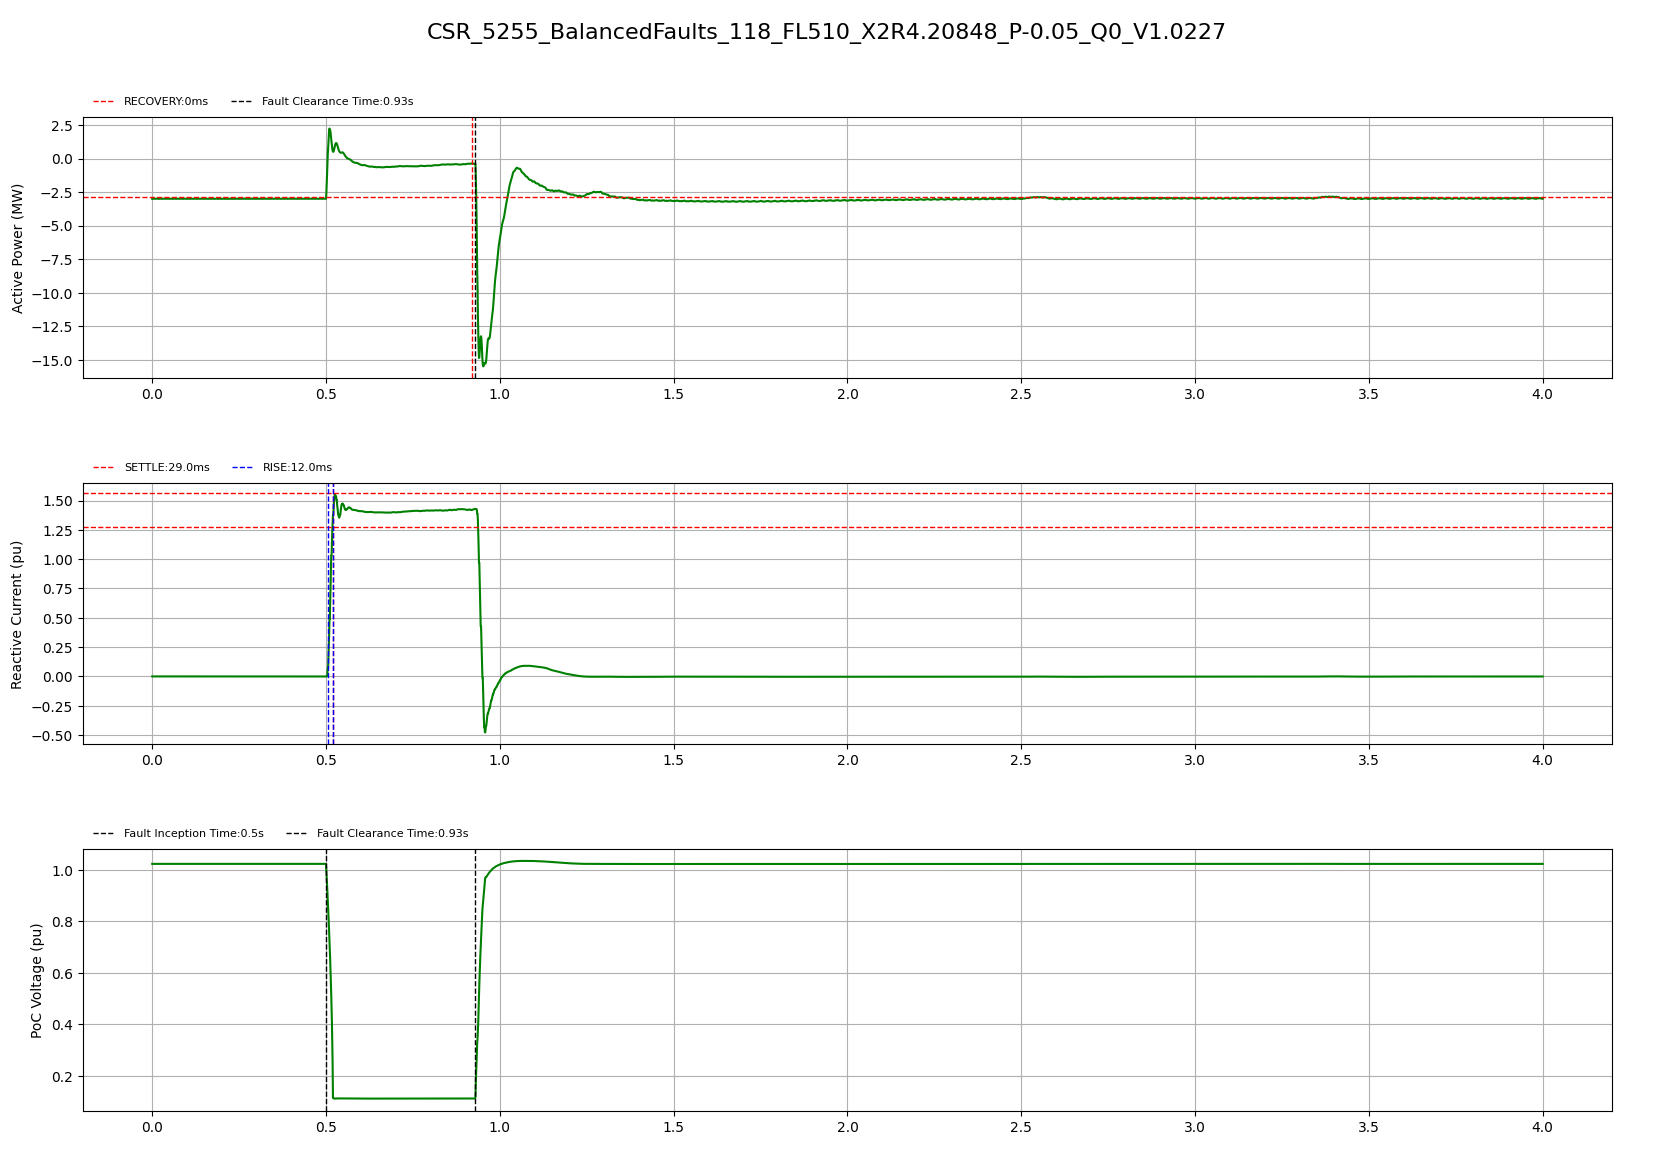 CSR_5255_BalancedFaults_118_FL510_X2R4.20848_P-0.05_Q0_V1.0227
RECOVERY:0ms Fault Clearance Time:0.93s
Active Power (MW)
2.5
0.0
−2.5
−5.0
−7.5
−10.0
−12.5
−15.0
0.0 0.5 1.0 1.5 2.0 2.5 3.0 3.5 4.0
SETTLE:29.0ms RISE:12.0ms
Reactive Current (pu)
1.50
1.25
1.00
0.75
0.50
0.25
0.00
−0.25
−0.50
0.0 0.5 1.0 1.5 2.0 2.5 3.0 3.5 4.0
Fault Inception Time:0.5s Fault Clearance Time:0.93s
PoC Voltage (pu)
1.0
0.8
0.6
0.4
0.2
0.0 0.5 1.0 1.5 2.0 2.5 3.0 3.5 4.0